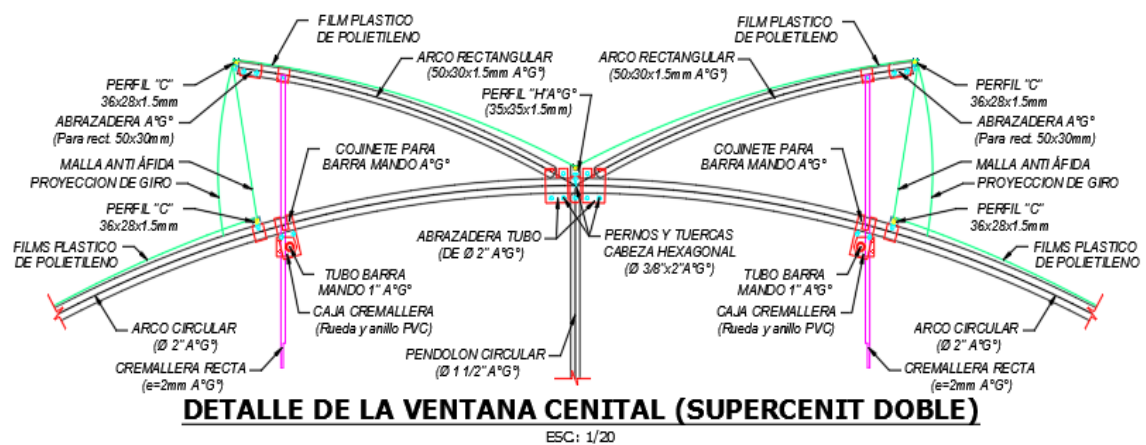 FILM PLASTICO
DE POLIETILENO
ARCO RECTANGULAR
(50x30x1.5mm A°G°)
PERFIL "C"
36x28x1.5mm
ABRAZADERA A°G°
(Para rect. 50x30mm)
MALLA ANTI ÁFIDA
PROYECCION DE GIRO
PERFIL "C"
36x28x1.5mm
FILMS PLASTICO
DE POLIETILENO
COJINETE PARA
BARRA MANDO A°G°
PERFIL "H"A°G°
(35x35x1.5mm)
FILM PLASTICO
DE POLIETILENO
ARCO RECTANGULAR
(50x30x1.5mm A°G°)
PERFIL "C"
36x28x1.5mm
ABRAZADERA A°G°
(Para rect. 50x30mm)
COJINETE PARA
BARRA MANDO A°G°
MALLA ANTI ÁFIDA
PROYECCION DE GIRO
PERFIL "C"
36x28x1.5mm
FILMS PLASTICO
DE POLIETILENO
ABRAZADERA TUBO
(DE Ø 2" A°G°)
PERNOS Y TUERCAS
CABEZA HEXAGONAL
(Ø 3/8"x2"A°G°)
TUBO BARRA
MANDO 1" A°G°
CAJA CREMALLERA
(Rueda y anillo PVC)
TUBO BARRA
MANDO 1" A°G°
CAJA CREMALLERA
(Rueda y anillo PVC)
ARCO CIRCULAR
(Ø 2" A°G°)
CREMALLERA RECTA
(e=2mm A°G°)
PENDOLON CIRCULAR
(Ø 1 1/2" A°G°)
ARCO CIRCULAR
(Ø 2" A°G°)
CREMALLERA RECTA
(e=2mm A°G°)
DETALLE DE LA VENTANA CENITAL (SUPERCENIT DOBLE)
ESC: 1/20